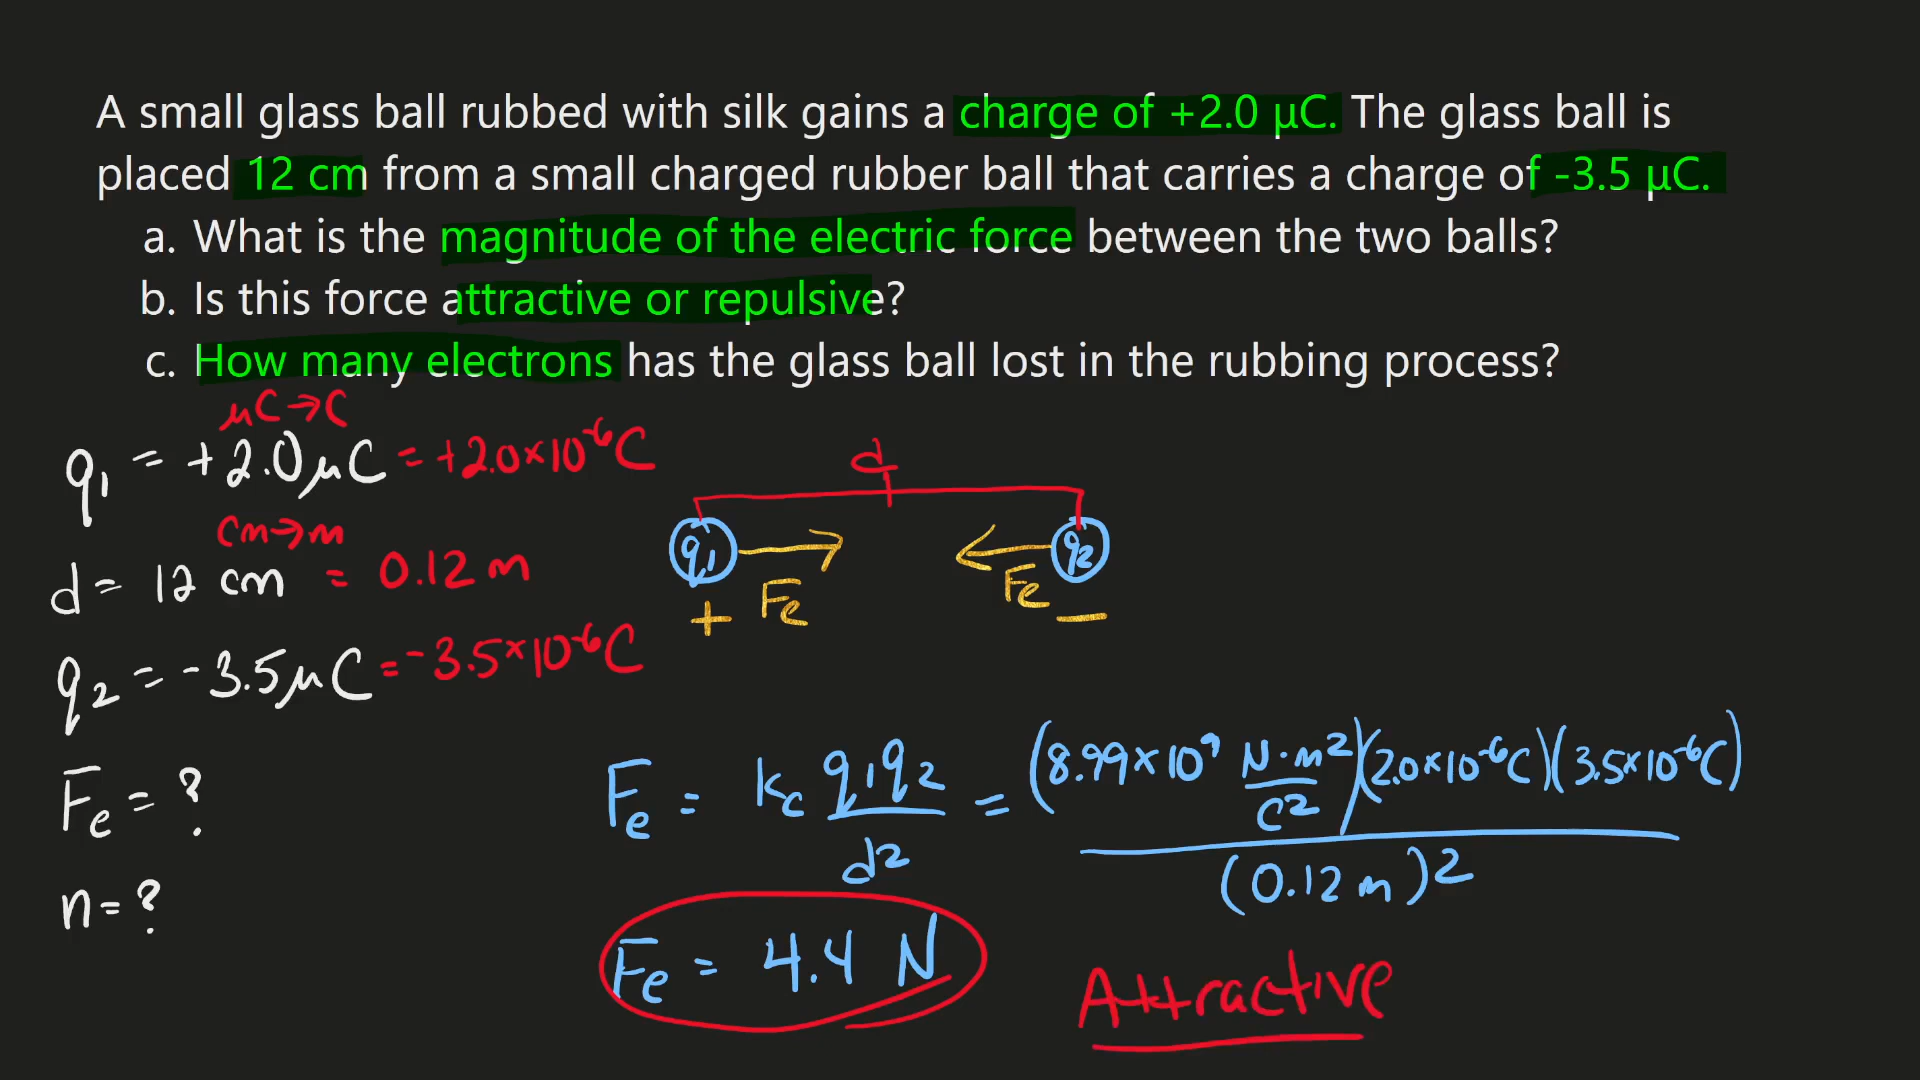 A small glass ball rubbed with silk gains a charge of +2.0 μC. The glass ball is
placed 12 cm from a small charged rubber ball that carries a charge of -3.5 μC.
a. What is the magnitude of the electric force between the two balls?
b. Is this force attractive or repulsive?
c. How many electrons has the glass ball lost in the rubbing process?
μC→C
q₁ = +2.0μC = +2.0×10⁻⁶C
cm→m
d = 12 cm = 0.12 m
q₂ = -3.5μC = -3.5×10⁻⁶C
Fe = ?
n = ?
d
q₁ q₂
+ Fe Fe −
Fe = kc q₁q₂ / d² = (8.99×10⁹ N·m²/C²)(2.0×10⁻⁶C)(3.5×10⁻⁶C) / (0.12 m)²
Fe = 4.4 N
Attractive